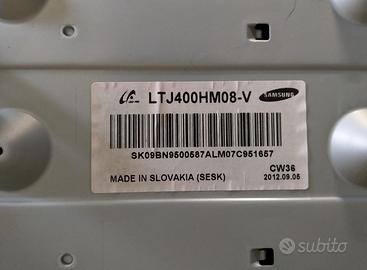 LTJ400HM08-V
SAMSUNG
SK09BN9500587ALM07C951657
CW36
MADE IN SLOVAKIA (SESK)
2012.09.05
subito